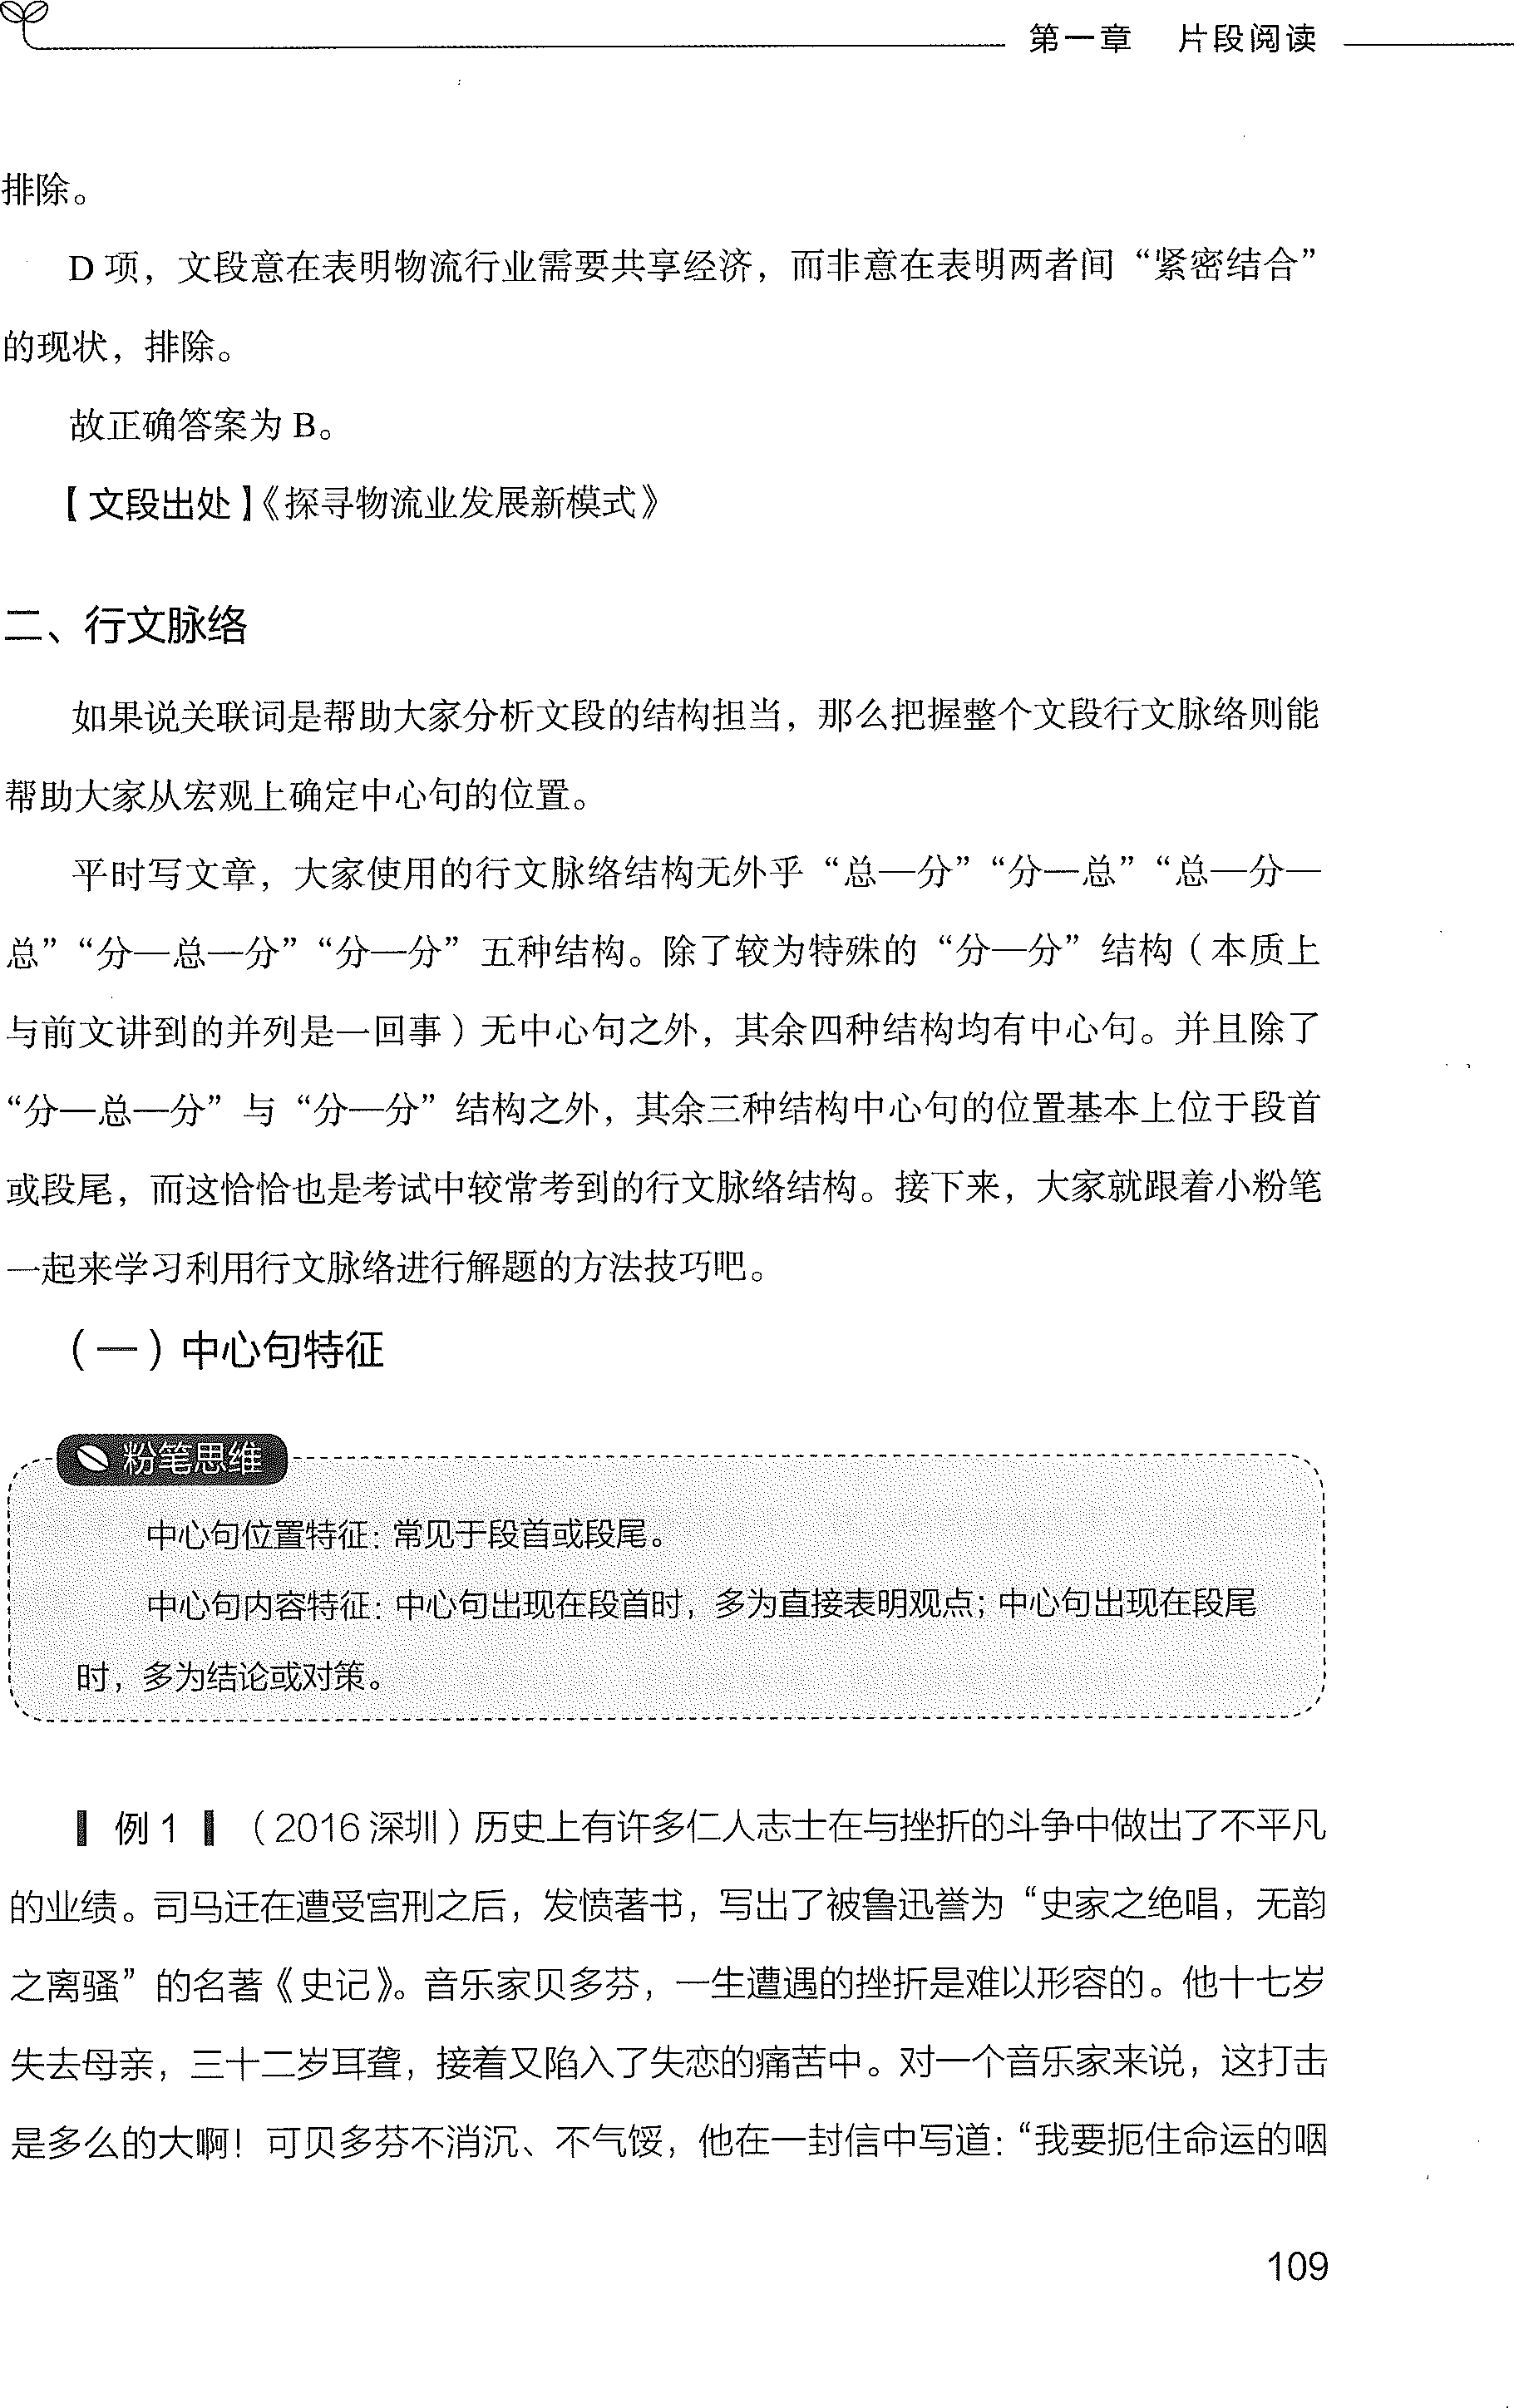 第一章 片段阅读
排除。
D 项，文段意在表明物流行业需要共享经济，而非意在表明两者间“紧密结合”
的现状，排除。
故正确答案为 B。
【文段出处】《探寻物流业发展新模式》
二、行文脉络
如果说关联词是帮助大家分析文段的结构担当，那么把握整个文段行文脉络则能
帮助大家从宏观上确定中心句的位置。
平时写文章，大家使用的行文脉络结构无外乎“总—分”“分—总”“总—分—
总”“分—总—分”“分—分”五种结构。除了较为特殊的“分—分”结构（本质上
与前文讲到的并列是一回事）无中心句之外，其余四种结构均有中心句。并且除了
“分—总—分”与“分—分”结构之外，其余三种结构中心句的位置基本上位于段首
或段尾，而这恰恰也是考试中较常考到的行文脉络结构。接下来，大家就跟着小粉笔
一起来学习利用行文脉络进行解题的方法技巧吧。
（一）中心句特征
粉笔思维
中心句位置特征：常见于段首或段尾。
中心句内容特征：中心句出现在段首时，多为直接表明观点；中心句出现在段尾
时，多为结论或对策。
例 1 （2016 深圳）历史上有许多仁人志士在与挫折的斗争中做出了不平凡
的业绩。司马迁在遭受宫刑之后，发愤著书，写出了被鲁迅誉为“史家之绝唱，无韵
之离骚”的名著《史记》。音乐家贝多芬，一生遭遇的挫折是难以形容的。他十七岁
失去母亲，三十二岁耳聋，接着又陷入了失恋的痛苦中。对一个音乐家来说，这打击
是多么的大啊！可贝多芬不消沉、不气馁，他在一封信中写道：“我要扼住命运的咽
109